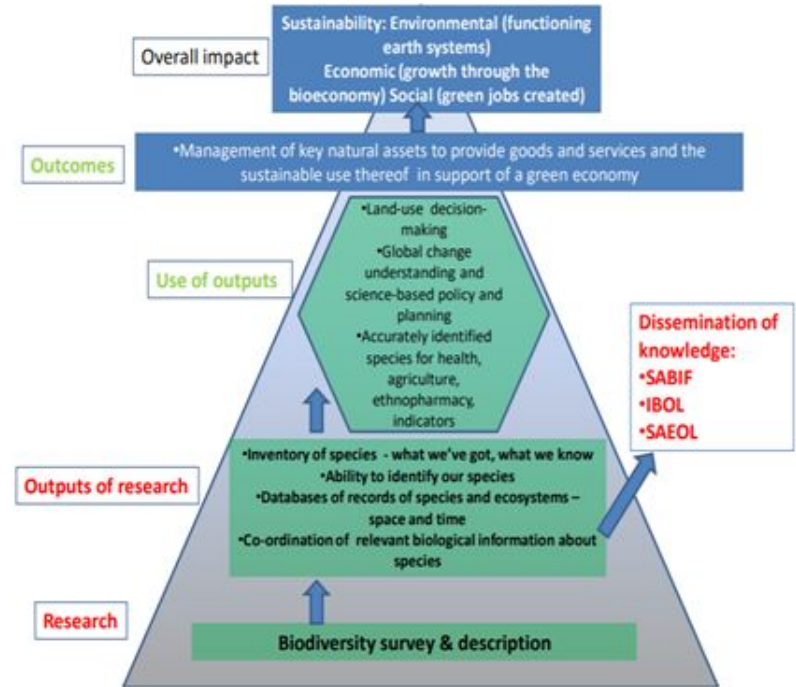 Overall impact
Sustainability: Environmental (functioning
earth systems)
Economic (growth through the
bioeconomy) Social (green jobs created)
Outcomes
•Management of key natural assets to provide goods and services and the
sustainable use thereof in support of a green economy
Use of outputs
•Land-use decision-
making
•Global change
understanding and
science-based policy and
planning
•Accurately identified
species for health,
agriculture,
ethnopharmacy,
indicators
Dissemination of
knowledge:
•SABIF
•IBOL
•SAEOL
Outputs of research
•Inventory of species - what we've got, what we know
•Ability to identify our species
•Databases of records of species and ecosystems –
space and time
•Co-ordination of relevant biological information about
species
Research
Biodiversity survey & description